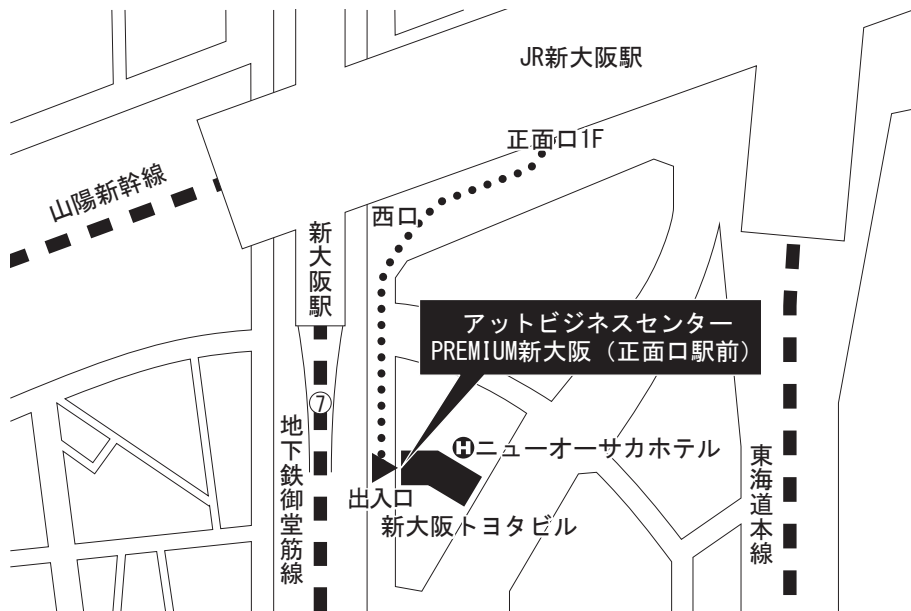 JR新大阪駅
正面口1F
山陽新幹線
西口
新大阪駅
アットビジネスセンター
PREMIUM新大阪（正面口駅前）
7
地下鉄御堂筋線
Hニューオーサカホテル
出入口
新大阪トヨタビル
東海道本線